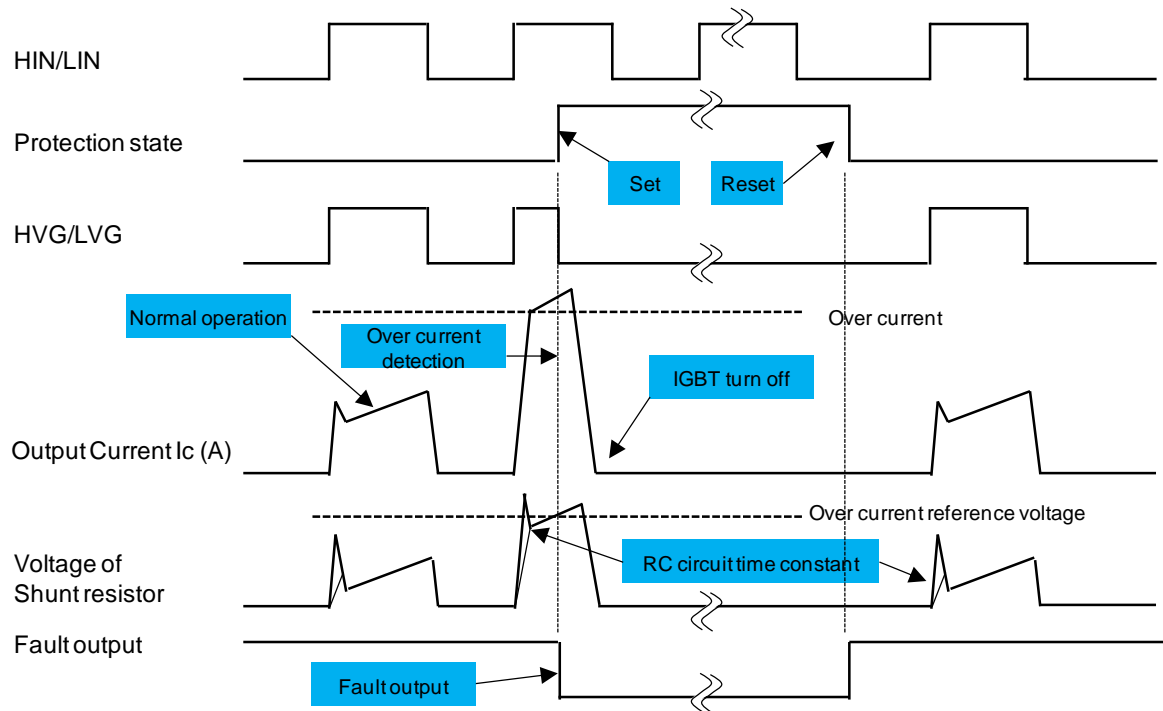 HIN/LIN
Protection state
Set
Reset
HVG/LVG
Normal operation
Over current
Over current
detection
IGBT turn off
Output Current Ic (A)
Over current reference voltage
RC circuit time constant
Voltage of
Shunt resistor
Fault output
Fault output